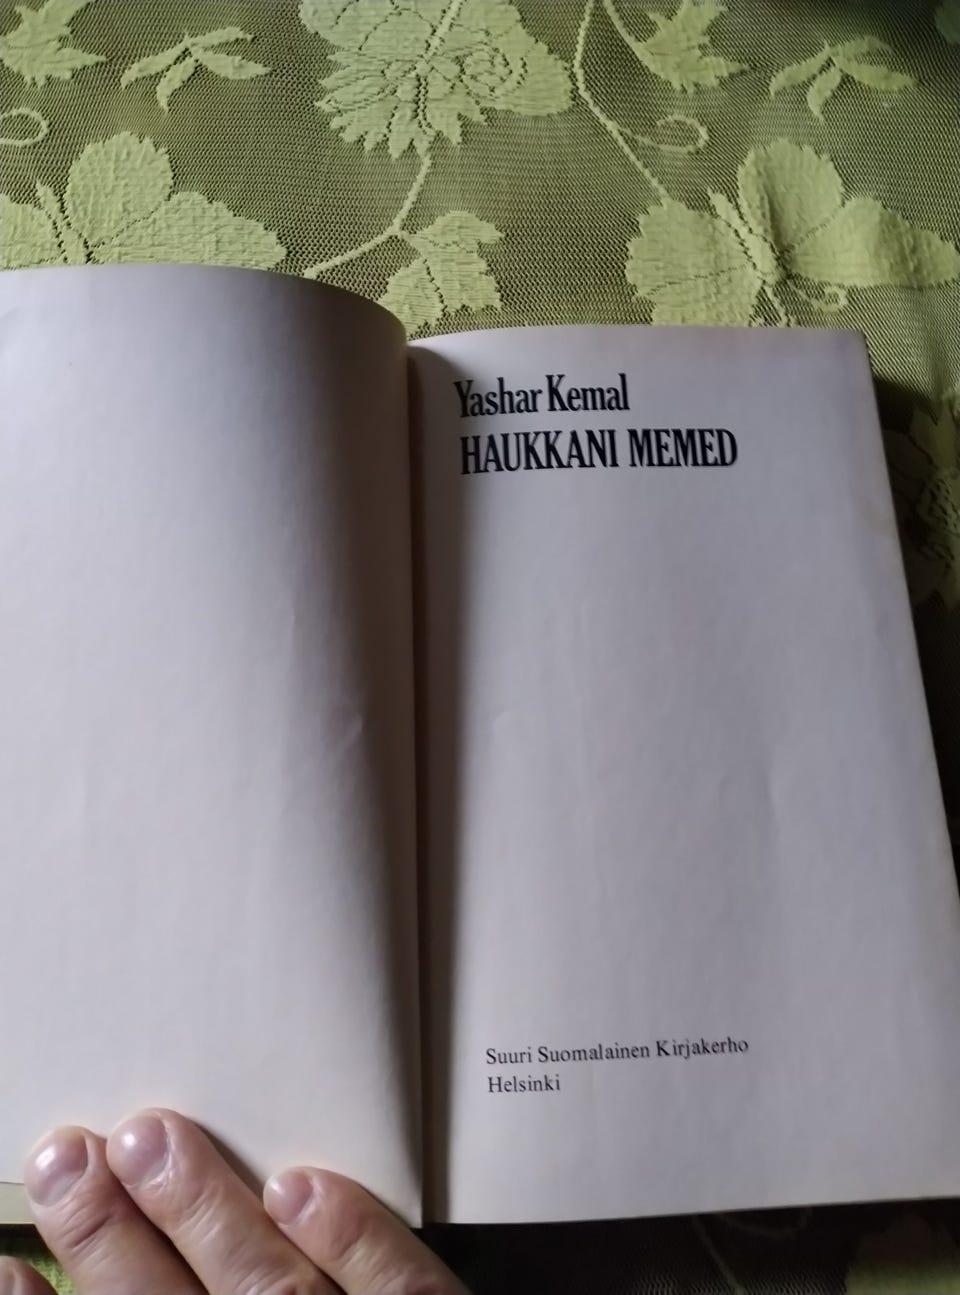 Yashar Kemal
HAUKKANI MEMED
Suuri Suomalainen Kirjakerho
Helsinki